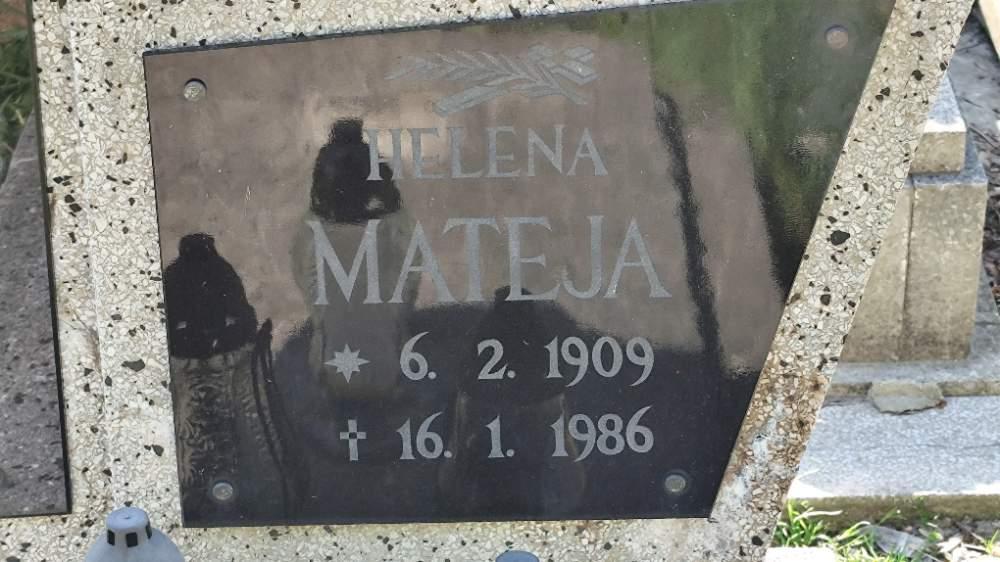 HELENA
MATEJA
6. 2. 1909
16. 1. 1986